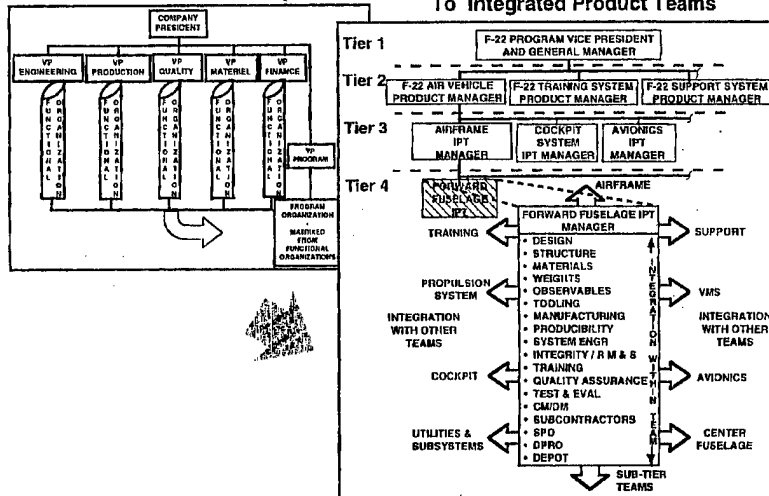 To Integrated Product Teams
COMPANY
PRESIDENT
VP
ENGINEERING
VP
PRODUCTION
VP
QUALITY
VP
MATERIEL
VP
FINANCE
FUNCTIONAL
ORGANIZATION
FUNCTIONAL
ORGANIZATION
FUNCTIONAL
ORGANIZATION
FUNCTIONAL
ORGANIZATION
FUNCTIONAL
ORGANIZATION
VP
PROGRAM
PROGRAM
ORGANIZATION
MATRIXED
FROM
FUNCTIONAL
ORGANIZATIONS
Tier 1
F-22 PROGRAM VICE PRESIDENT
AND GENERAL MANAGER
Tier 2
F-22 AIR VEHICLE
PRODUCT MANAGER
F-22 TRAINING SYSTEM
PRODUCT MANAGER
F-22 SUPPORT SYSTEM
PRODUCT MANAGER
Tier 3
AIRFRAME
IPT
MANAGER
COCKPIT
SYSTEM
IPT MANAGER
AVIONICS
IPT
MANAGER
Tier 4
FORWARD
FUSELAGE
IPT
AIRFRAME
FORWARD FUSELAGE IPT
MANAGER
TRAINING
SUPPORT
PROPULSION
SYSTEM
VMS
INTEGRATION
WITH OTHER
TEAMS
INTEGRATION
WITH OTHER
TEAMS
COCKPIT
AVIONICS
UTILITIES &
SUBSYSTEMS
CENTER
FUSELAGE
• DESIGN
• STRUCTURE
• MATERIALS
• WEIGHTS
• OBSERVABLES
• TOOLING
• MANUFACTURING
• PRODUCIBILITY
• SYSTEM ENGR
• INTEGRITY / R M & S
• TRAINING
• QUALITY ASSURANCE
• TEST & EVAL
• CM/DM
• SUBCONTRACTORS
• SPO
• DPRO
• DEPOT
INTEGRATION WITHIN TEAM
SUB-TIER
TEAMS